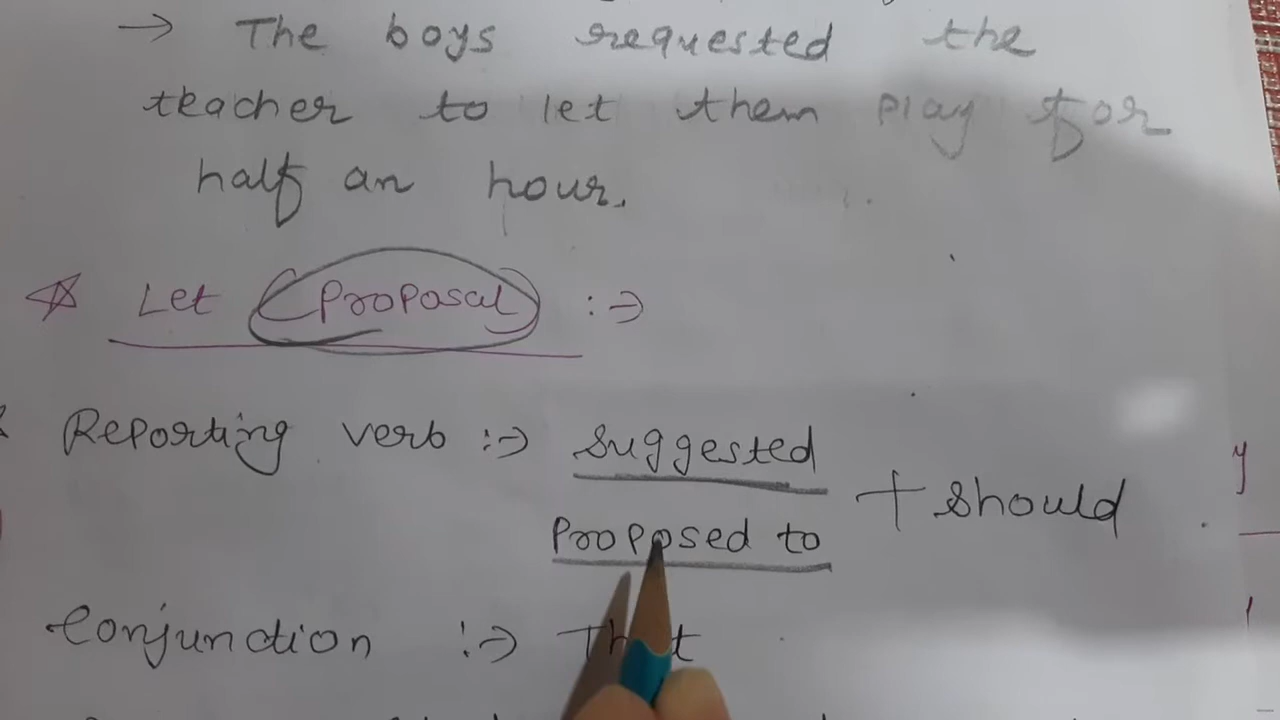 → The boys requested the
teacher to let them play for
half an hour.
☆ Let (Proposal) :→
Reporting verb :→ Suggested
Proposed to + should
Conjunction :→ That